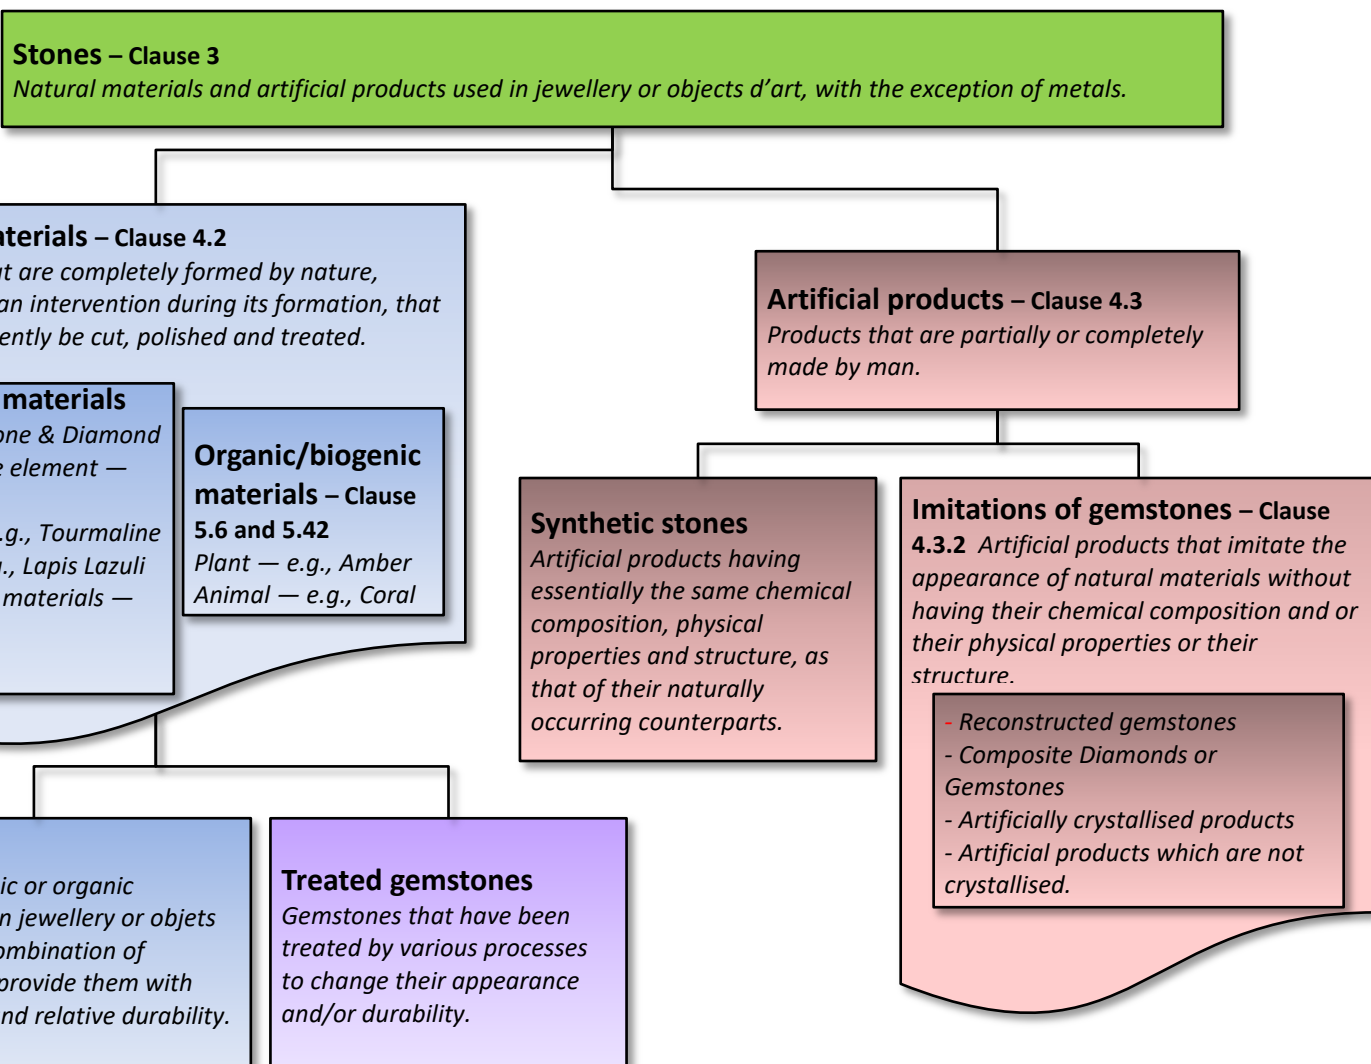 Stones – Clause 3
Natural materials and artificial products used in jewellery or objects d’art, with the exception of metals.
aterials – Clause 4.2
at are completely formed by nature,
an intervention during its formation, that
ently be cut, polished and treated.
materials
one & Diamond
e element —
.g., Tourmaline
g., Lapis Lazuli
materials —
Organic/biogenic
materials – Clause
5.6 and 5.42
Plant — e.g., Amber
Animal — e.g., Coral
Artificial products – Clause 4.3
Products that are partially or completely
made by man.
Synthetic stones
Artificial products having
essentially the same chemical
composition, physical
properties and structure, as
that of their naturally
occurring counterparts.
Imitations of gemstones – Clause
4.3.2 Artificial products that imitate the
appearance of natural materials without
having their chemical composition and or
their physical properties or their
structure.
- Reconstructed gemstones
- Composite Diamonds or
Gemstones
- Artificially crystallised products
- Artificial products which are not
crystallised.
ic or organic
n jewellery or objets
ombination of
provide them with
nd relative durability.
Treated gemstones
Gemstones that have been
treated by various processes
to change their appearance
and/or durability.